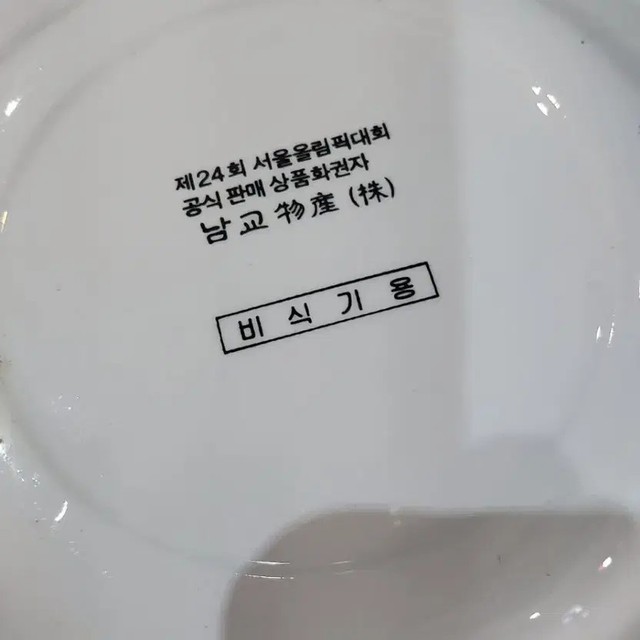 제24회 서울올림픽대회
공식 판매 상품화권자
남교 物産 (株)
비식기용